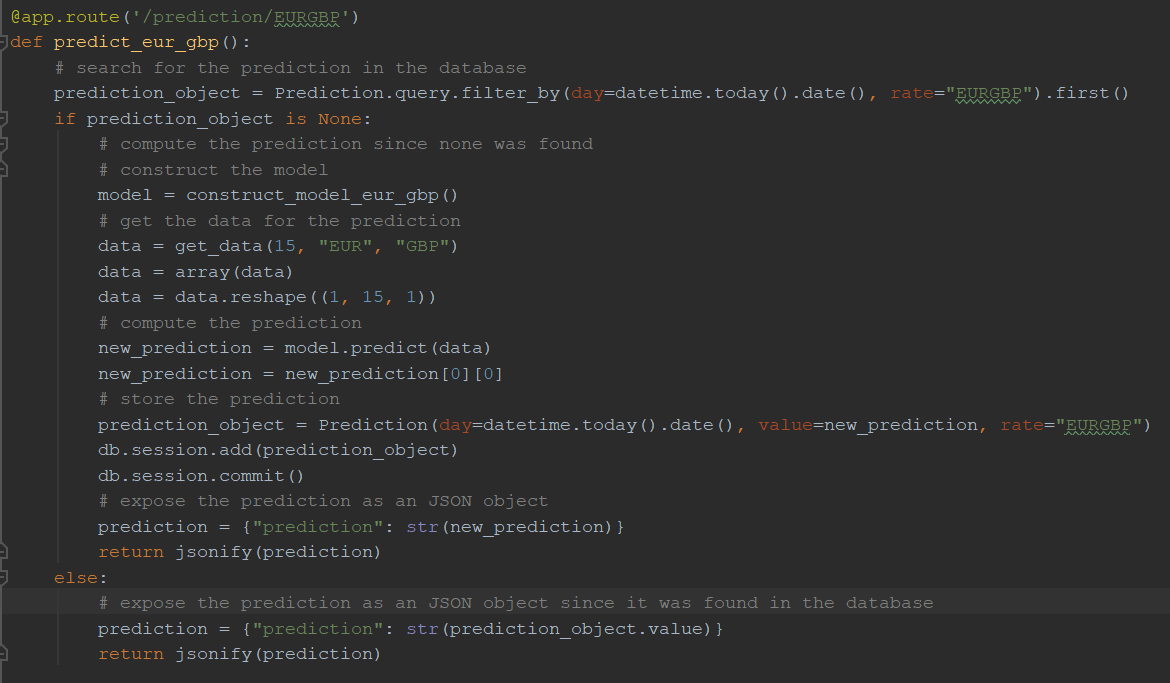 @app.route('/prediction/EURGBP')
def predict_eur_gbp():
    # search for the prediction in the database
    prediction_object = Prediction.query.filter_by(day=datetime.today().date(), rate="EURGBP").first()
    if prediction_object is None:
        # compute the prediction since none was found
        # construct the model
        model = construct_model_eur_gbp()
        # get the data for the prediction
        data = get_data(15, "EUR", "GBP")
        data = array(data)
        data = data.reshape((1, 15, 1))
        # compute the prediction
        new_prediction = model.predict(data)
        new_prediction = new_prediction[0][0]
        # store the prediction
        prediction_object = Prediction(day=datetime.today().date(), value=new_prediction, rate="EURGBP")
        db.session.add(prediction_object)
        db.session.commit()
        # expose the prediction as an JSON object
        prediction = {"prediction": str(new_prediction)}
        return jsonify(prediction)
    else:
        # expose the prediction as an JSON object since it was found in the database
        prediction = {"prediction": str(prediction_object.value)}
        return jsonify(prediction)